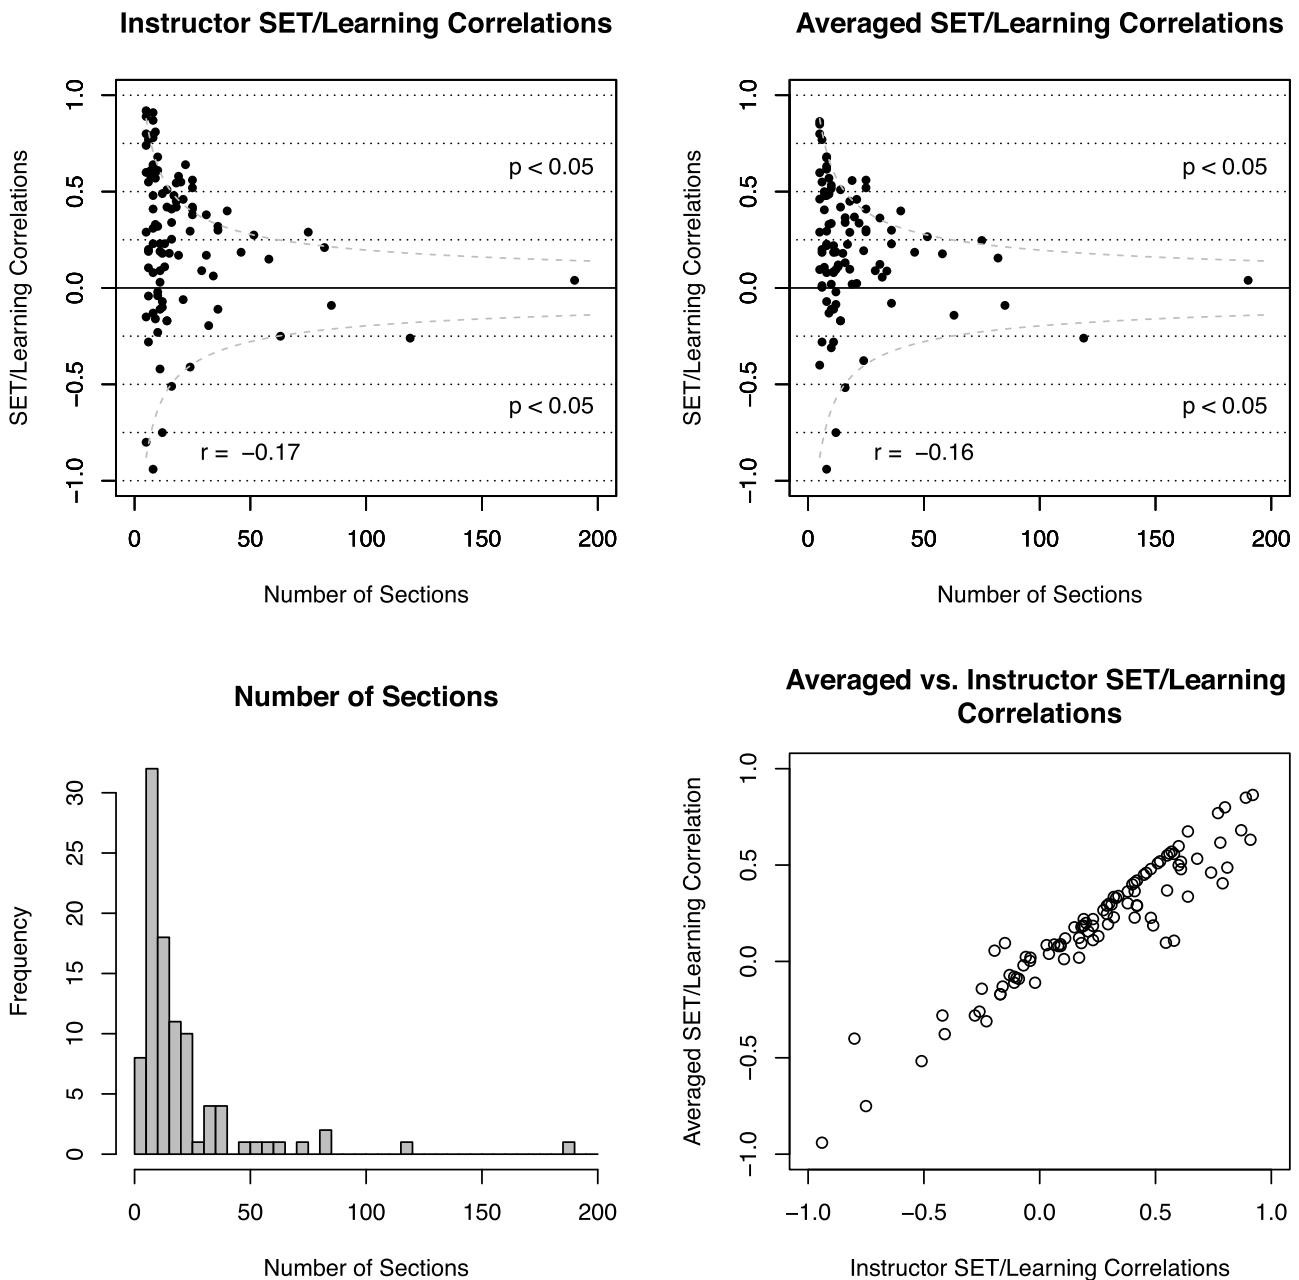 Instructor SET/Learning Correlations
SET/Learning Correlations
1.0
0.5
0.0
−0.5
−1.0
p < 0.05
p < 0.05
r = −0.17
0 50 100 150 200
Number of Sections
Averaged SET/Learning Correlations
SET/Learning Correlations
1.0
0.5
0.0
−0.5
−1.0
p < 0.05
p < 0.05
r = −0.16
0 50 100 150 200
Number of Sections
Number of Sections
Frequency
30
25
20
15
10
5
0
0 50 100 150 200
Number of Sections
Averaged vs. Instructor SET/Learning
Correlations
Averaged SET/Learning Correlation
1.0
0.5
0.0
−0.5
−1.0
−1.0 −0.5 0.0 0.5 1.0
Instructor SET/Learning Correlations